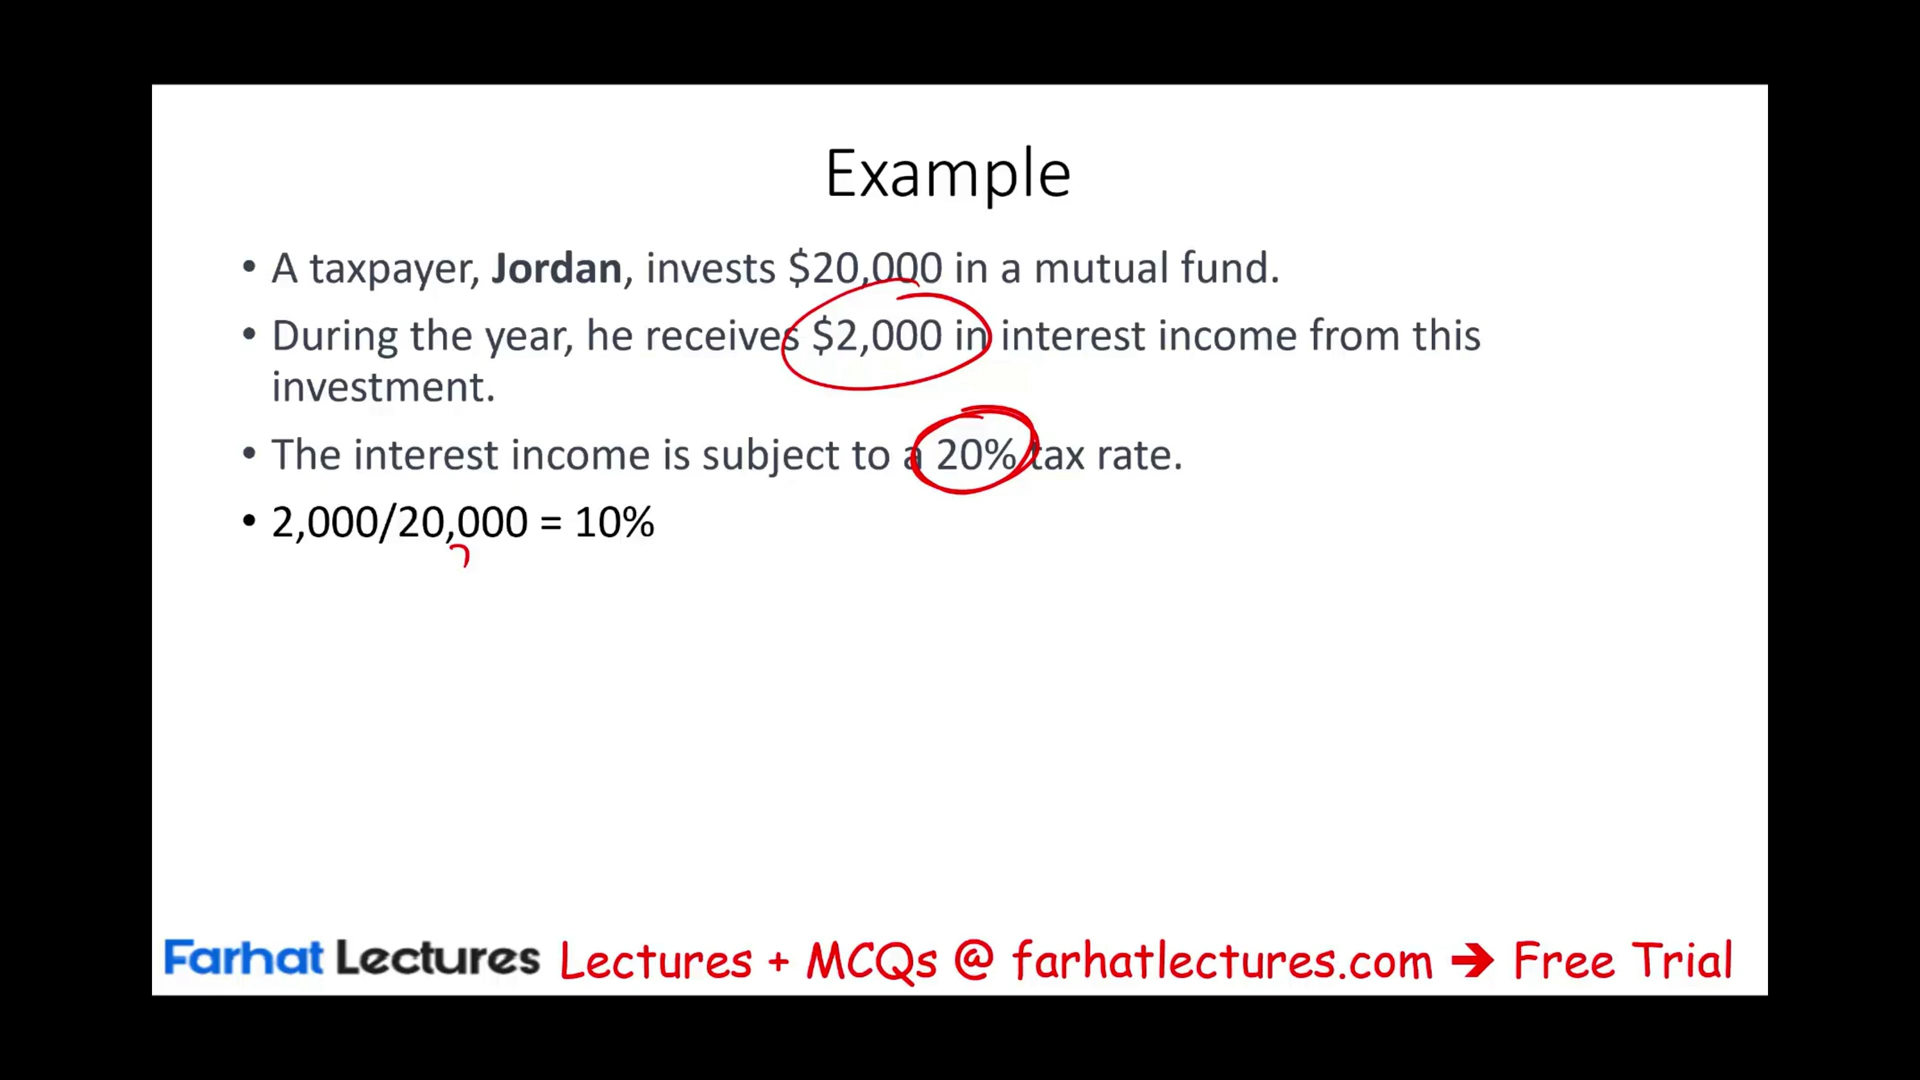 Example
• A taxpayer, Jordan, invests $20,000 in a mutual fund.
• During the year, he receives $2,000 in interest income from this
investment.
• The interest income is subject to a 20% tax rate.
• 2,000/20,000 = 10%
Farhat Lectures Lectures + MCQs @ farhatlectures.com ➔ Free Trial